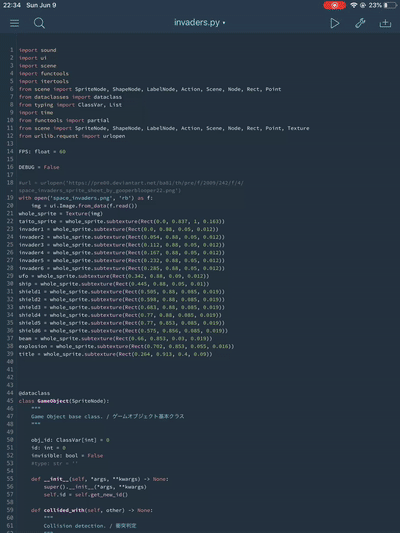 22:34 Sun Jun 9
23%
invaders.py
1 import sound
2 import ui
3 import scene
4 import functools
5 import itertools
6 from scene import SpriteNode, ShapeNode, LabelNode, Action, Scene, Node, Rect, Point
7 from dataclasses import dataclass
8 from typing import ClassVar, List
9 import time
10 from functools import partial
11 from scene import SpriteNode, ShapeNode, LabelNode, Action, Scene, Node, Rect, Point, Texture
12 from urllib.request import urlopen
13
14 FPS: float = 60
15
16 DEBUG = False
17
18
19 with open('space_invaders.png', 'rb') as f:
20 img = ui.Image.from_data(f.read())
21 whole_sprite = Texture(img)
22 taito_sprite = whole_sprite.subtexture(Rect(0.0, 0.837, 1, 0.163))
23 invader1 = whole_sprite.subtexture(Rect(0.0, 0.88, 0.05, 0.012))
24 invader2 = whole_sprite.subtexture(Rect(0.054, 0.88, 0.05, 0.012))
25 invader3 = whole_sprite.subtexture(Rect(0.112, 0.88, 0.05, 0.012))
26 invader4 = whole_sprite.subtexture(Rect(0.167, 0.88, 0.05, 0.012))
27 invader5 = whole_sprite.subtexture(Rect(0.232, 0.88, 0.05, 0.012))
28 invader6 = whole_sprite.subtexture(Rect(0.285, 0.88, 0.05, 0.012))
29 ufo = whole_sprite.subtexture(Rect(0.342, 0.88, 0.09, 0.012))
30 ship = whole_sprite.subtexture(Rect(0.445, 0.88, 0.05, 0.01))
31 shield1 = whole_sprite.subtexture(Rect(0.505, 0.88, 0.085, 0.019))
32 shield2 = whole_sprite.subtexture(Rect(0.598, 0.88, 0.085, 0.019))
33 shield3 = whole_sprite.subtexture(Rect(0.683, 0.88, 0.085, 0.019))
34 shield4 = whole_sprite.subtexture(Rect(0.77, 0.88, 0.085, 0.019))
35 shield5 = whole_sprite.subtexture(Rect(0.77, 0.853, 0.085, 0.019))
36 shield6 = whole_sprite.subtexture(Rect(0.575, 0.856, 0.085, 0.019))
37 beam = whole_sprite.subtexture(Rect(0.66, 0.853, 0.03, 0.019))
38 explosion = whole_sprite.subtexture(Rect(0.702, 0.853, 0.055, 0.016))
39 title = whole_sprite.subtexture(Rect(0.264, 0.913, 0.4, 0.09))
40
41
42
43
44 @dataclass
45 class GameObject(SpriteNode):
46 """
47 Game Object base class. / ゲームオブジェクト基本クラス
48 """
49
50 obj_id: ClassVar[int] = 0
51 id: int = 0
52 invisible: bool = False
53 #type: str = ''
54
55 def __init__(self, *args, **kwargs) -> None:
56 super().__init__(*args, **kwargs)
57 self.id = self.get_new_id()
58
59 def collided_with(self, other) -> None:
60 """
61 Collision detection. / 衝突判定